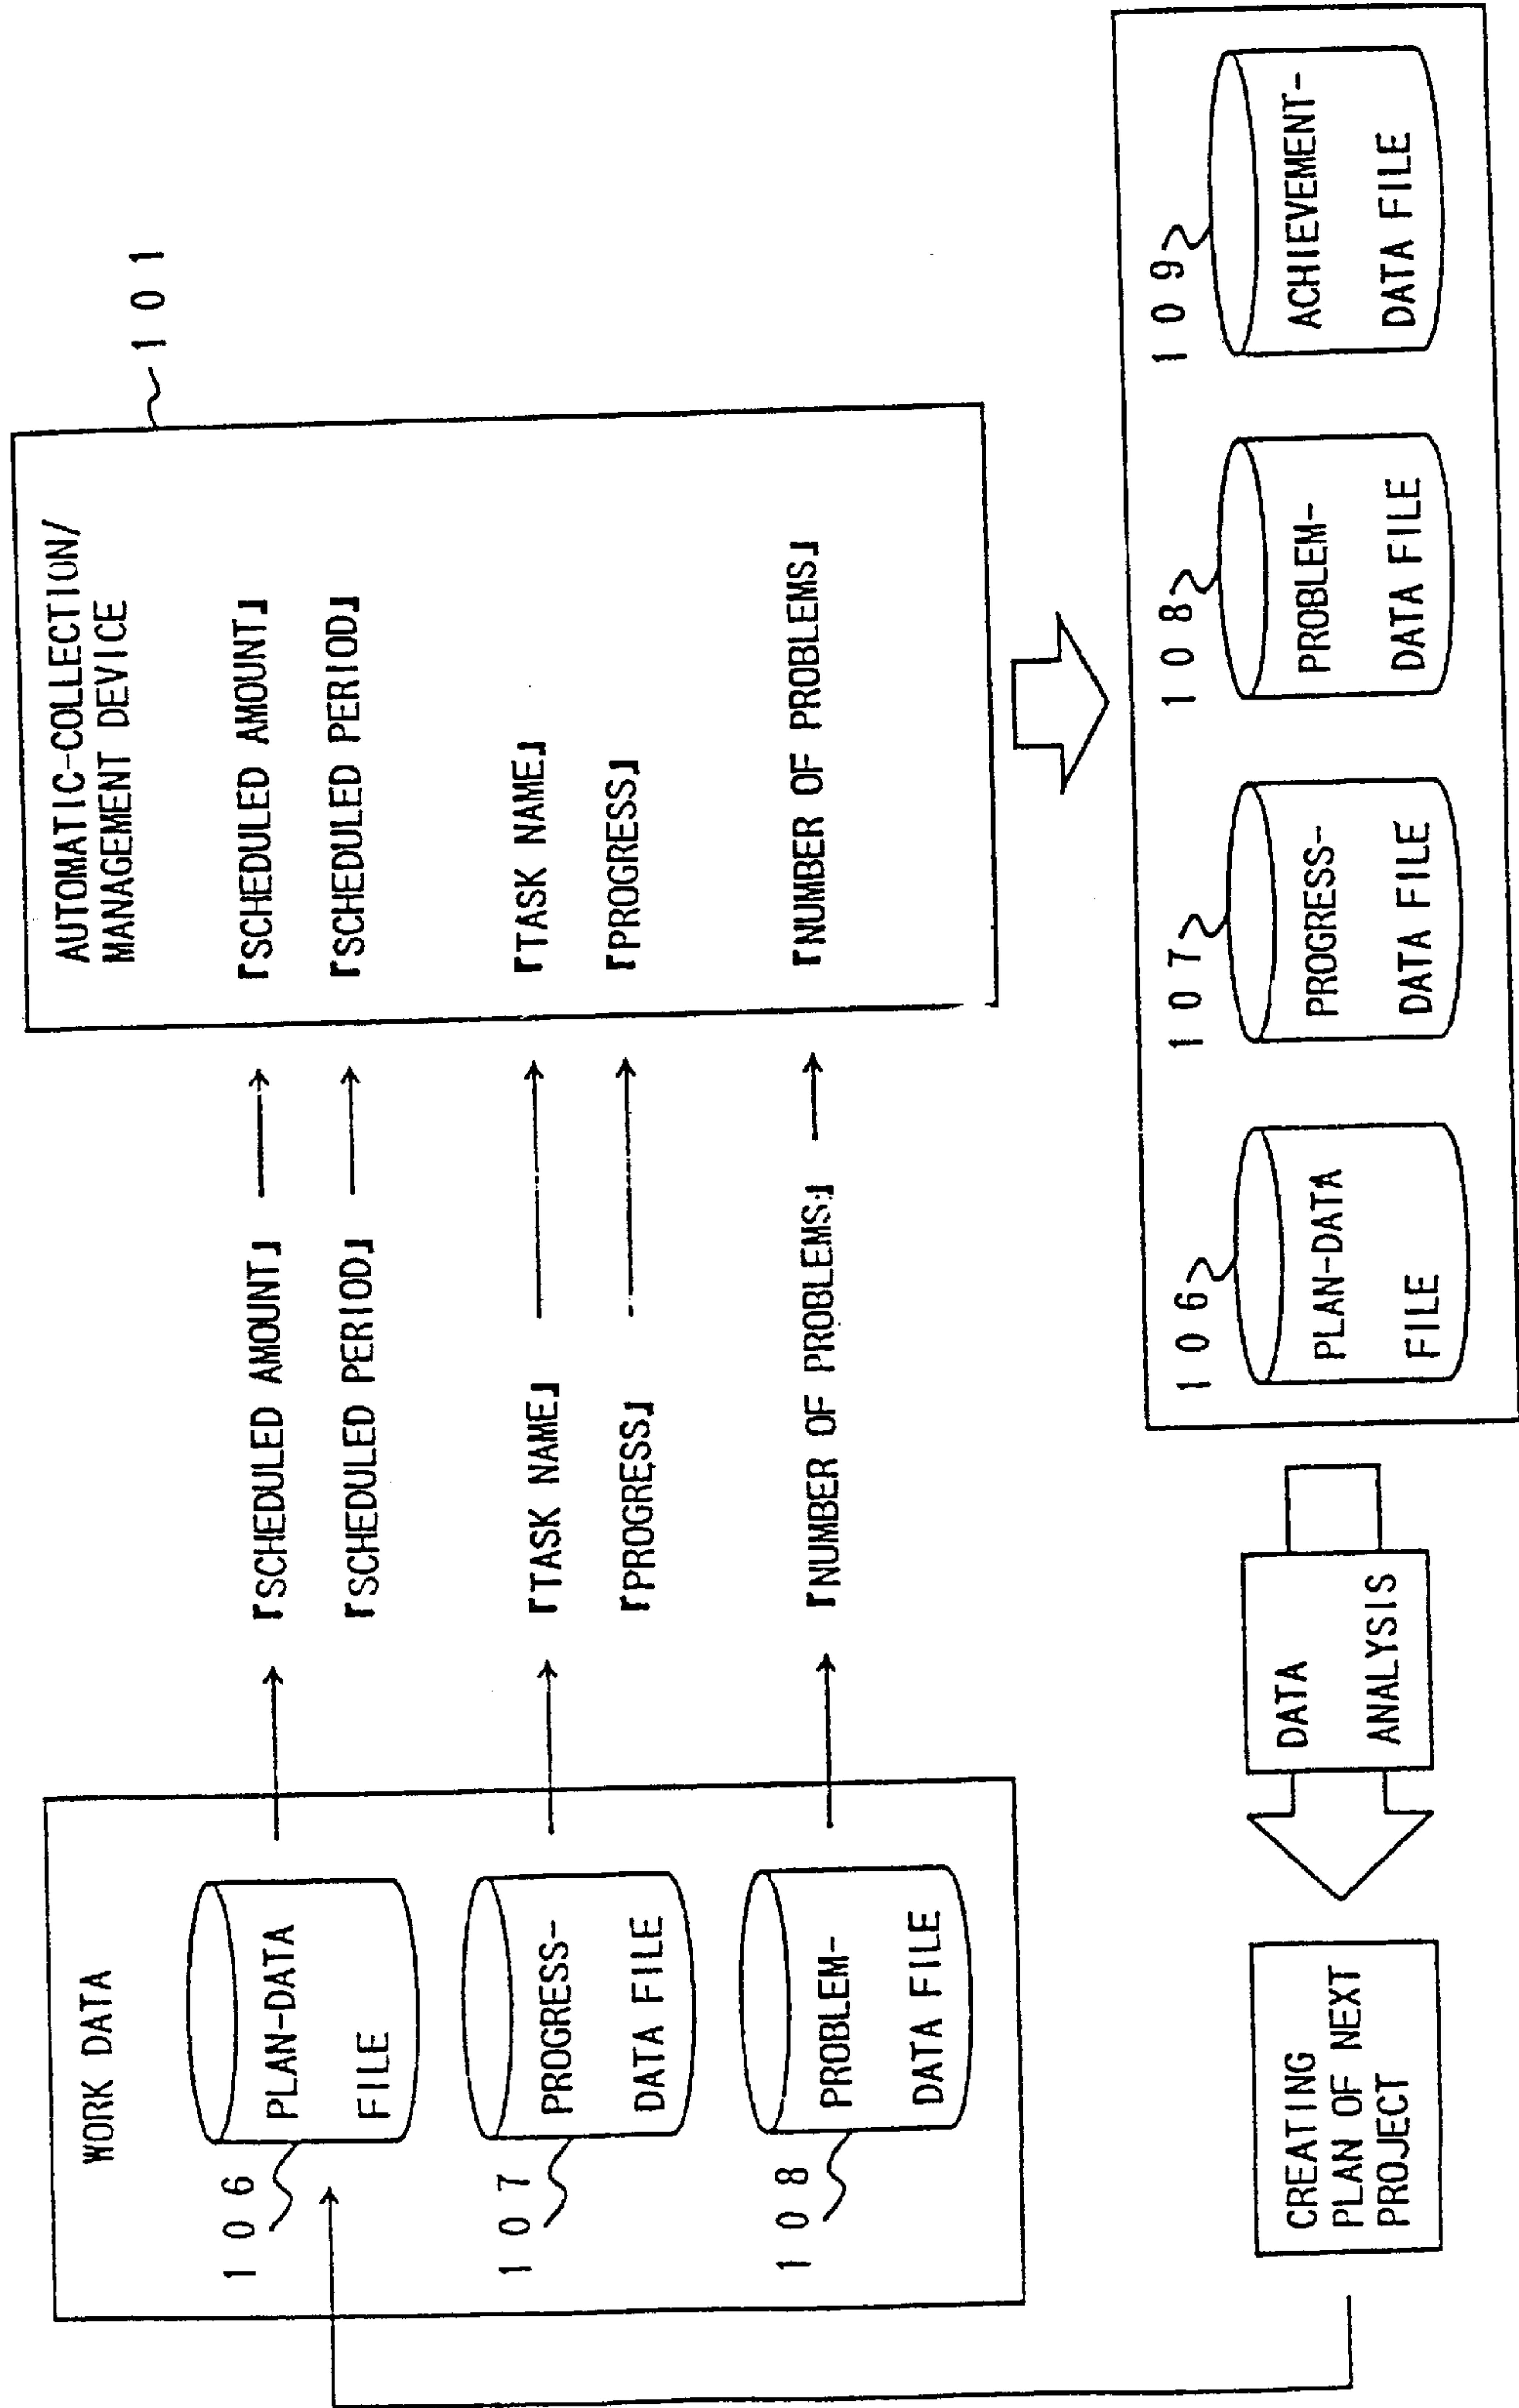 WORK DATA
106
PLAN-DATA
FILE
107
PROGRESS-
DATA FILE
108
PROBLEM-
DATA FILE
『SCHEDULED AMOUNT』
『SCHEDULED PERIOD』
『TASK NAME』
『PROGRESS』
『NUMBER OF PROBLEMS』
101
AUTOMATIC-COLLECTION/
MANAGEMENT DEVICE
『SCHEDULED AMOUNT』
『SCHEDULED PERIOD』
『TASK NAME』
『PROGRESS』
『NUMBER OF PROBLEMS』
CREATING
PLAN OF NEXT
PROJECT
DATA
ANALYSIS
106
PLAN-DATA
FILE
107
PROGRESS-
DATA FILE
108
PROBLEM-
DATA FILE
109
ACHIEVEMENT-
DATA FILE